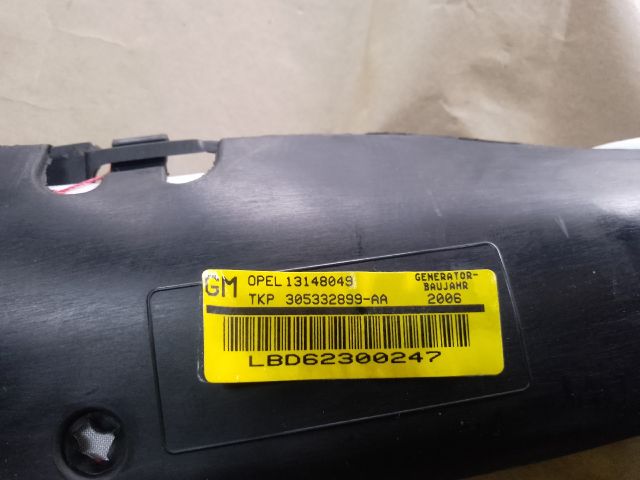 GM OPEL 13148049 GENERATOR-
BAUJAHR
TKP 305332899-AA 2006
LBD62300247